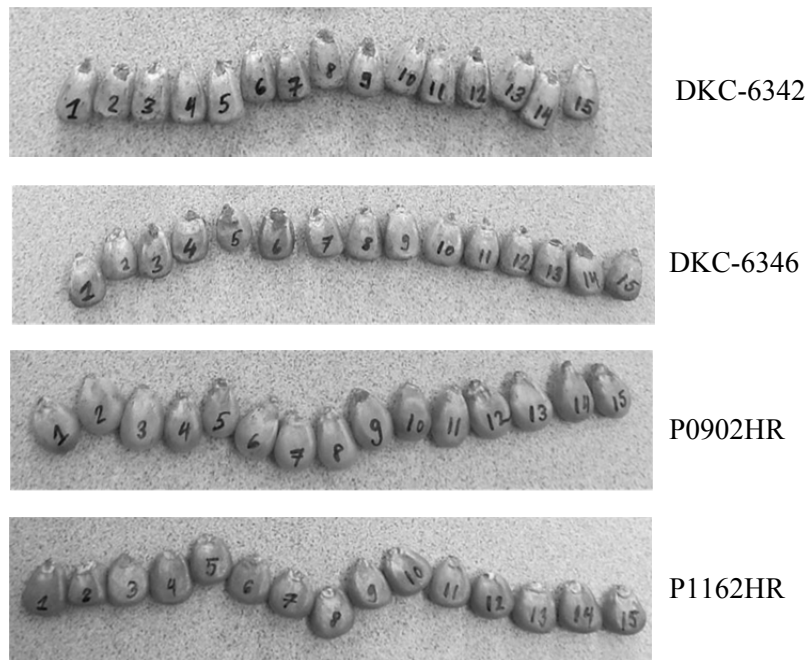 1 2 3 4 5 6 7 8 9 10 11 12 13 14 15 DKC-6342
1 2 3 4 5 6 7 8 9 10 11 12 13 14 15 DKC-6346
1 2 3 4 5 6 7 8 9 10 11 12 13 14 15 P0902HR
1 2 3 4 5 6 7 8 9 10 11 12 13 14 15 P1162HR